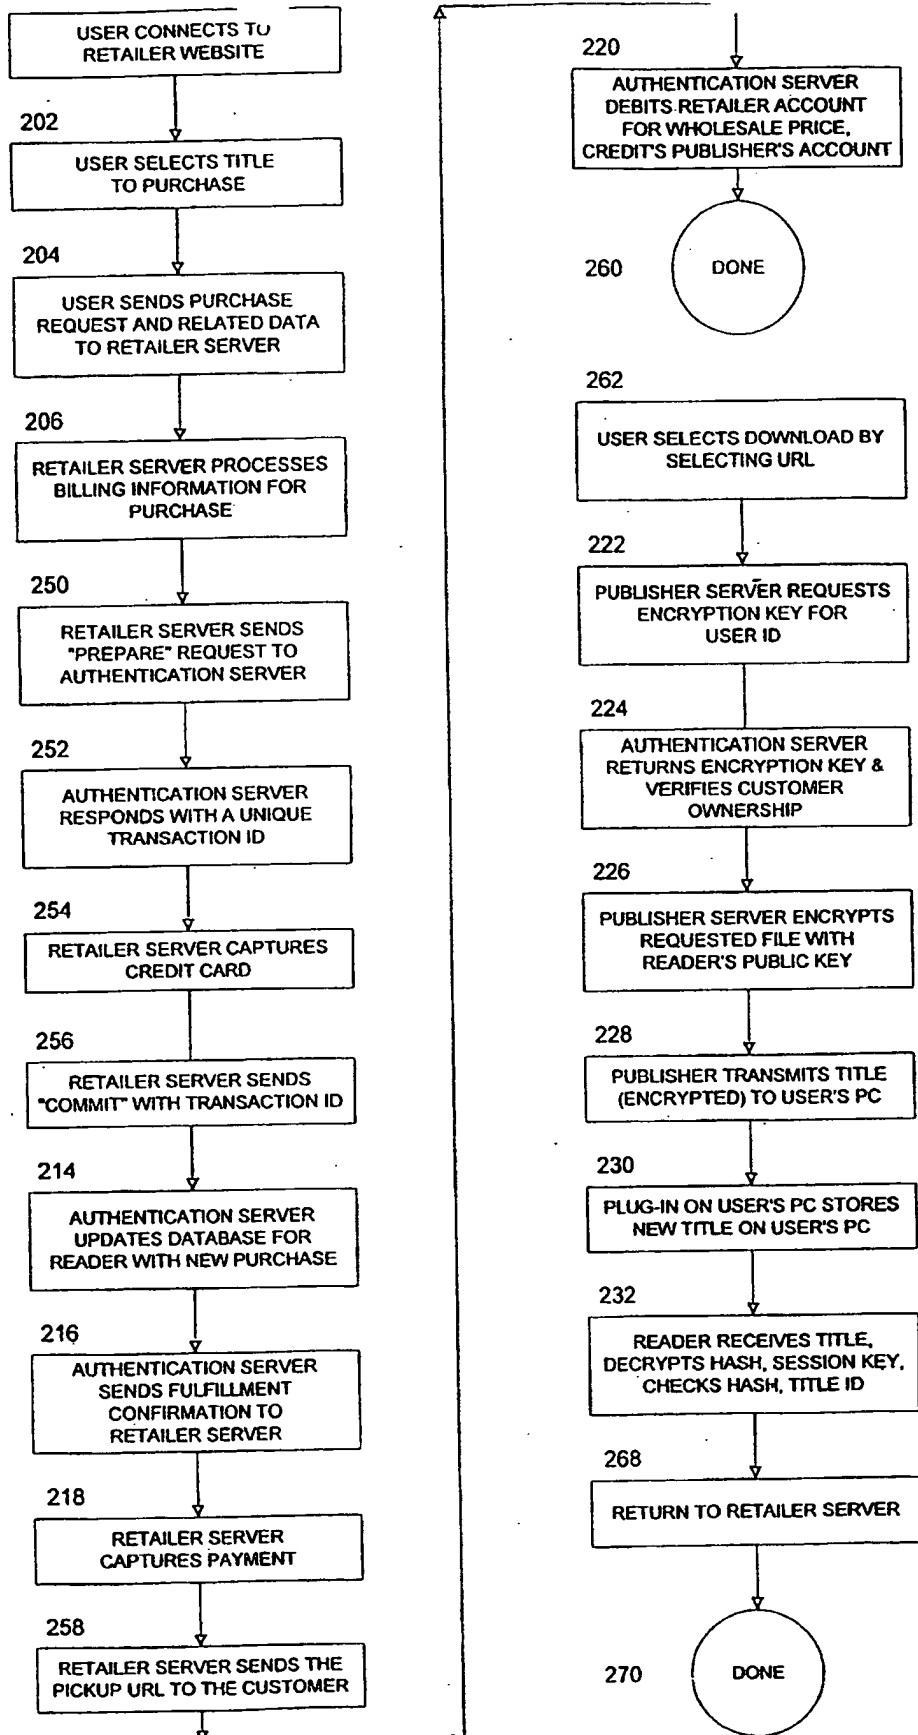 USER CONNECTS TO
RETAILER WEBSITE
202
USER SELECTS TITLE
TO PURCHASE
204
USER SENDS PURCHASE
REQUEST AND RELATED DATA
TO RETAILER SERVER
206
RETAILER SERVER PROCESSES
BILLING INFORMATION FOR
PURCHASE
250
RETAILER SERVER SENDS
"PREPARE" REQUEST TO
AUTHENTICATION SERVER
252
AUTHENTICATION SERVER
RESPONDS WITH A UNIQUE
TRANSACTION ID
254
RETAILER SERVER CAPTURES
CREDIT CARD
256
RETAILER SERVER SENDS
"COMMIT" WITH TRANSACTION ID
214
AUTHENTICATION SERVER
UPDATES DATABASE FOR
READER WITH NEW PURCHASE
216
AUTHENTICATION SERVER
SENDS FULFILLMENT
CONFIRMATION TO
RETAILER SERVER
218
RETAILER SERVER
CAPTURES PAYMENT
258
RETAILER SERVER SENDS THE
PICKUP URL TO THE CUSTOMER
220
AUTHENTICATION SERVER
DEBITS RETAILER ACCOUNT
FOR WHOLESALE PRICE,
CREDIT'S PUBLISHER'S ACCOUNT
260
DONE
262
USER SELECTS DOWNLOAD BY
SELECTING URL
222
PUBLISHER SERVER REQUESTS
ENCRYPTION KEY FOR
USER ID
224
AUTHENTICATION SERVER
RETURNS ENCRYPTION KEY &
VERIFIES CUSTOMER
OWNERSHIP
226
PUBLISHER SERVER ENCRYPTS
REQUESTED FILE WITH
READER'S PUBLIC KEY
228
PUBLISHER TRANSMITS TITLE
(ENCRYPTED) TO USER'S PC
230
PLUG-IN ON USER'S PC STORES
NEW TITLE ON USER'S PC
232
READER RECEIVES TITLE,
DECRYPTS HASH, SESSION KEY,
CHECKS HASH, TITLE ID
268
RETURN TO RETAILER SERVER
270
DONE